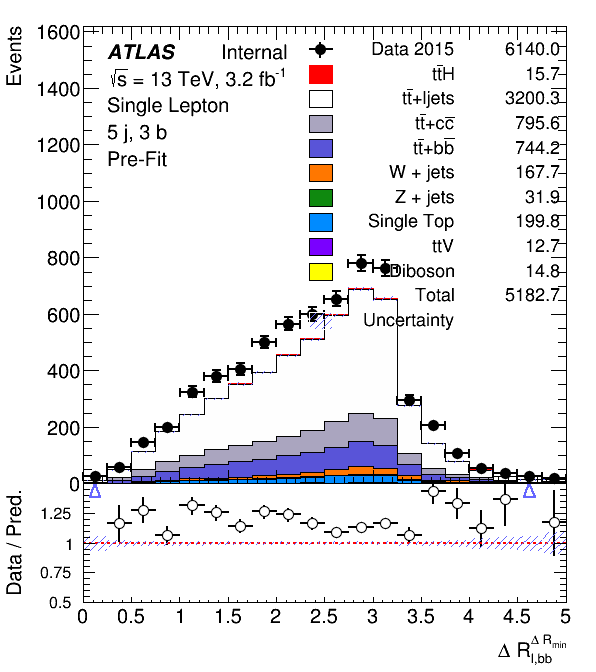 Events
1600
1400
1200
1000
800
600
400
200
0
ATLAS Internal
√s = 13 TeV, 3.2 fb⁻¹
Single Lepton
5 j, 3 b
Pre-Fit
Data 2015 6140.0
tt̄H 15.7
tt̄+ljets 3200.3
tt̄+cc̄ 795.6
tt̄+bb̄ 744.2
W + jets 167.7
Z + jets 31.9
Single Top 199.8
ttV 12.7
Diboson 14.8
Total 5182.7
Uncertainty
Data / Pred.
1.25
1
0.75
0.5
0 0.5 1 1.5 2 2.5 3 3.5 4 4.5 5
Δ R l,bb Δ R min